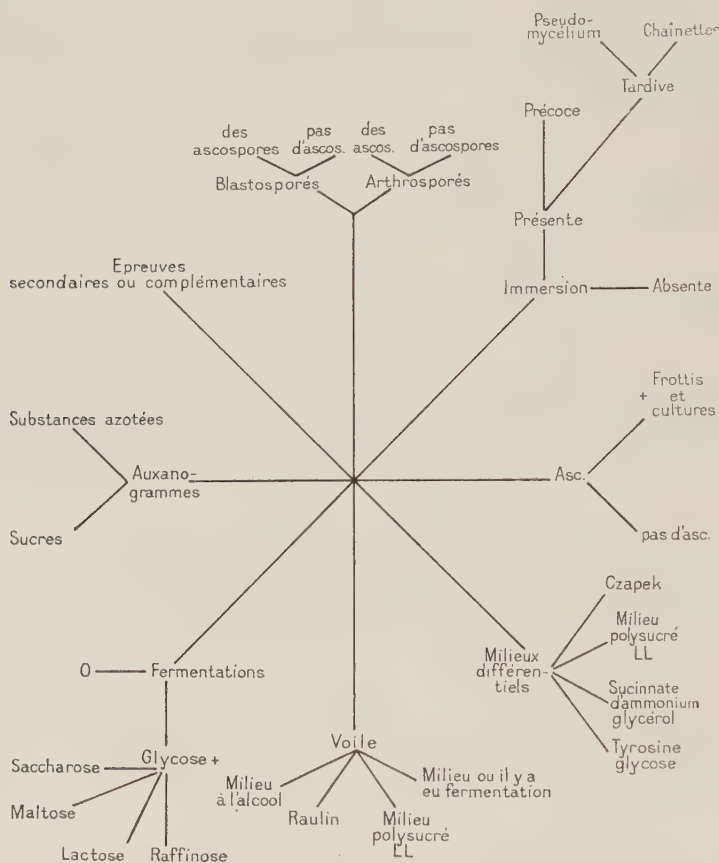 Pseudo-
mycélium
Chaînettes
Tardive
Précoce
des
ascospores
pas
d'ascos.
des
ascos.
pas
d'ascospores
Blastosporés
Arthrosporés
Présente
Epreuves
secondaires ou complémentaires
Immersion
Absente
Frottis
+ et
cultures
Substances azotées
Auxano-
grammes
Asc.
Sucres
pas d'asc.
Czapek
Milieu
polysucré
LL
Milieux
différen-
tiels
Sucinnate
d'ammonium
glycérol
Tyrosine
glycose
O
Fermentations
Glycose +
Saccharose
Maltose
Lactose
Raffinose
Voile
Milieu
à l'alcool
Raulin
Milieu
polysucré
LL
Milieu ou il y a
eu fermentation